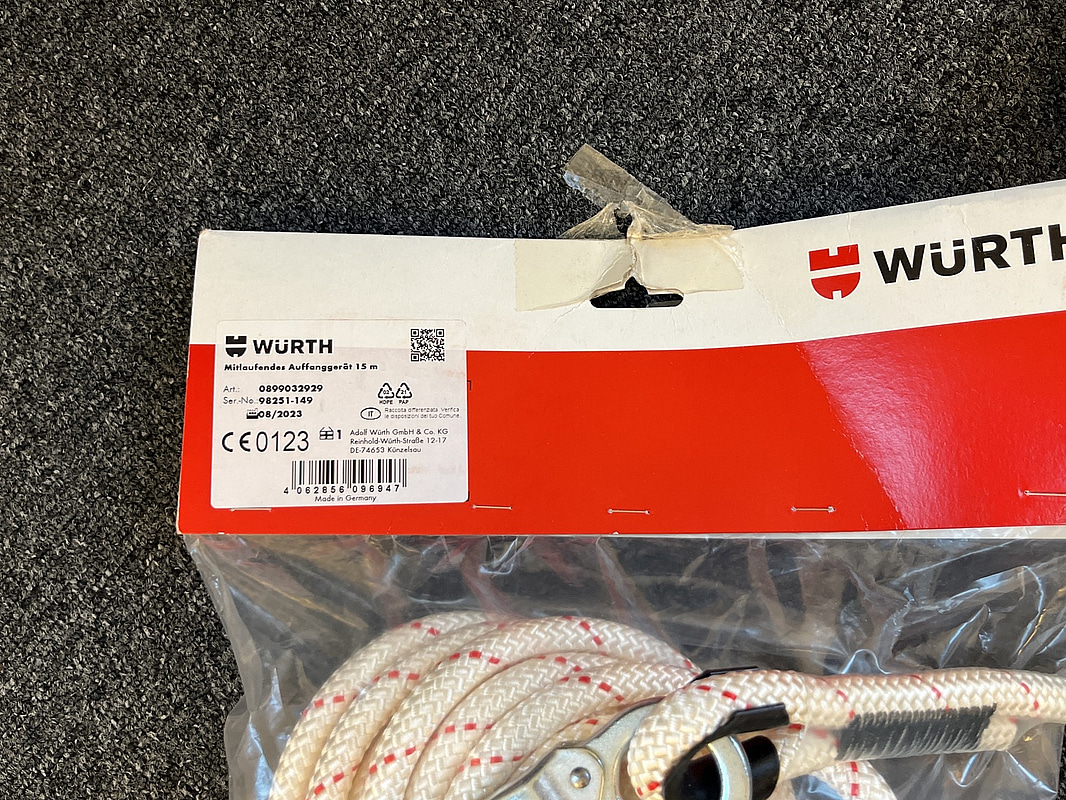 WÜRTH
WÜRTH
Mitlaufendes Auffanggerät 15 m
Art.: 0899032929
Ser.-No.: 98251-149
08/2023
02 21
HDPE PAP
IT Raccolta differenziata. Verifica
le disposizioni del tuo Comune.
CE0123
1
Adolf Würth GmbH & Co. KG
Reinhold-Würth-Straße 12-17
DE-74653 Künzelsau
4 062856 096947
Made in Germany